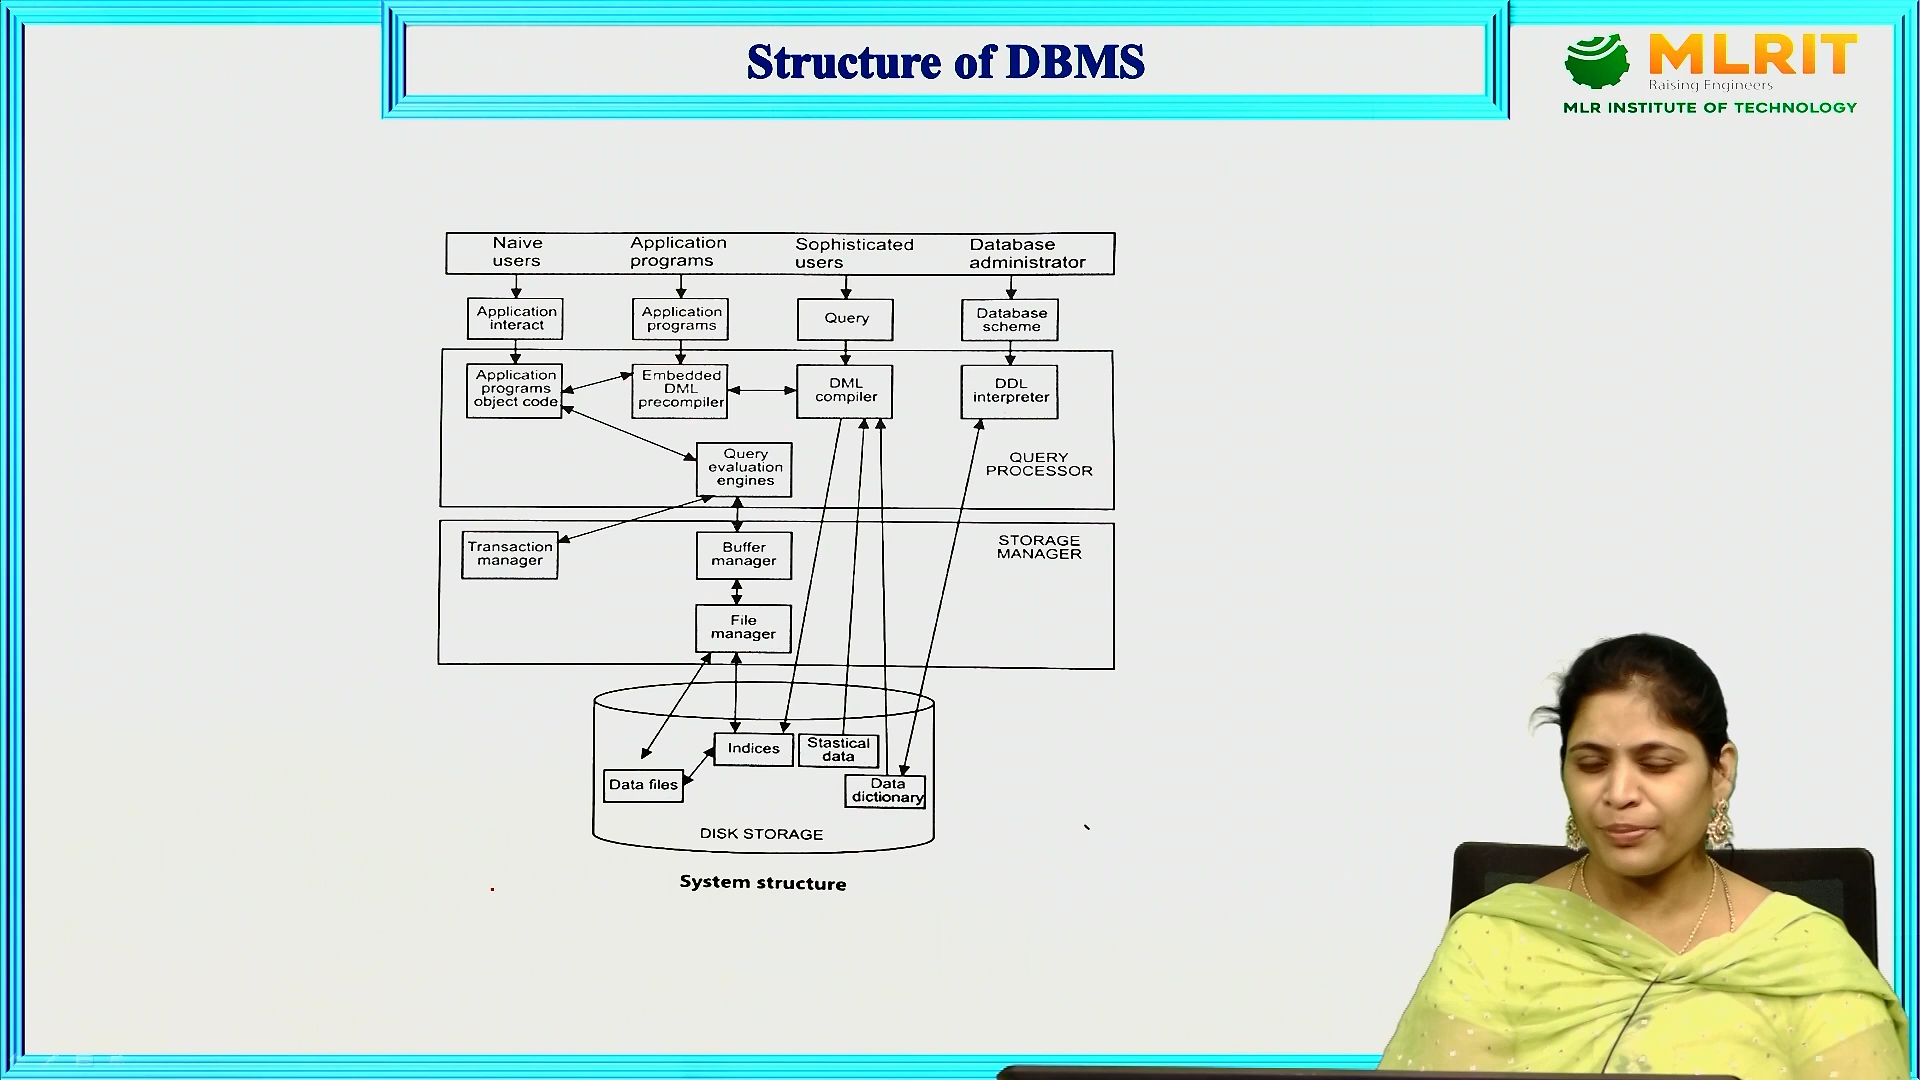 Structure of DBMS
MLRIT
Raising Engineers
MLR INSTITUTE OF TECHNOLOGY
Naive
users
Application
programs
Sophisticated
users
Database
administrator
Application
interact
Application
programs
Query
Database
scheme
Application
programs
object code
Embedded
DML
precompiler
DML
compiler
DDL
interpreter
Query
evaluation
engines
QUERY
PROCESSOR
Transaction
manager
Buffer
manager
STORAGE
MANAGER
File
manager
Indices
Stastical
data
Data files
Data
dictionary
DISK STORAGE
System structure